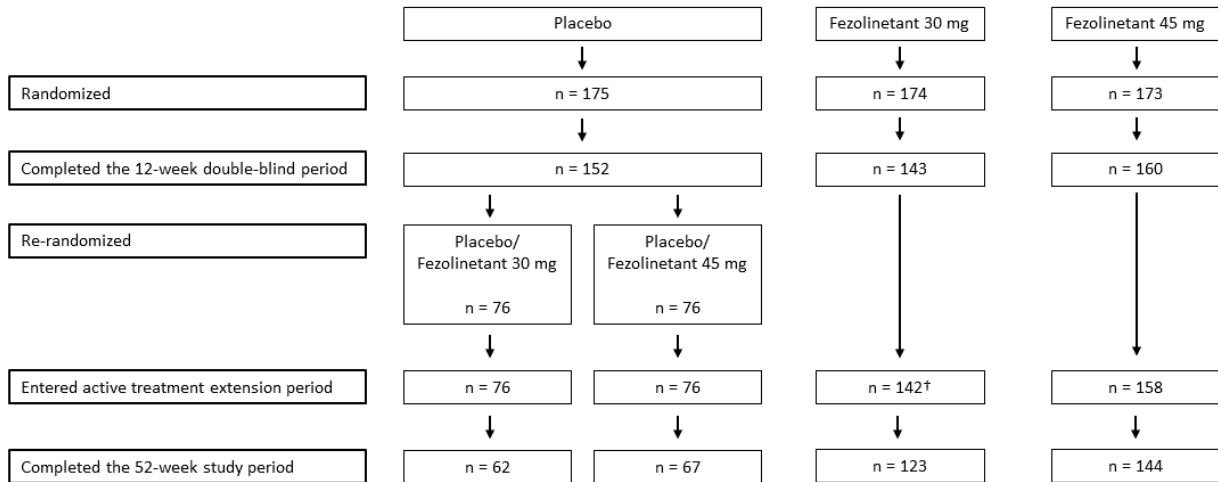 Placebo
Fezolinetant 30 mg
Fezolinetant 45 mg
Randomized
n = 175
n = 174
n = 173
Completed the 12-week double-blind period
n = 152
n = 143
n = 160
Re-randomized
Placebo/
Fezolinetant 30 mg
n = 76
Placebo/
Fezolinetant 45 mg
n = 76
Entered active treatment extension period
n = 76
n = 76
n = 142†
n = 158
Completed the 52-week study period
n = 62
n = 67
n = 123
n = 144